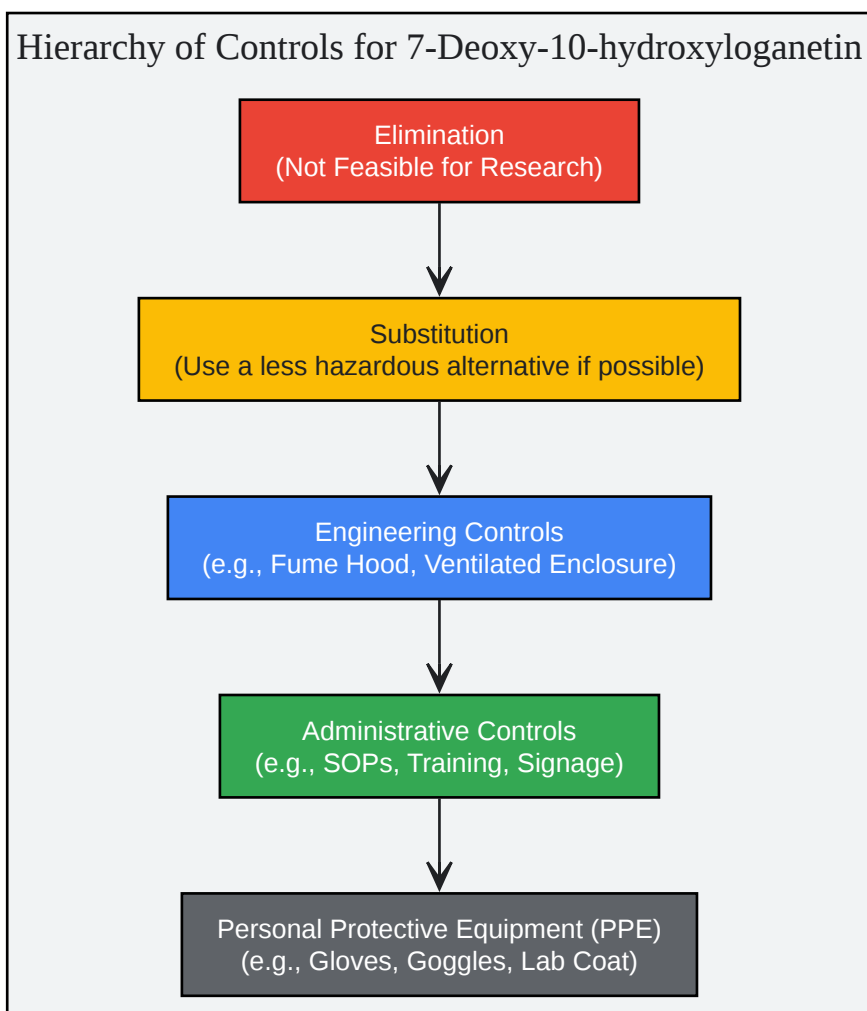 Hierarchy of Controls for 7-Deoxy-10-hydroxyloganetin
Elimination
(Not Feasible for Research)
Substitution
(Use a less hazardous alternative if possible)
Engineering Controls
(e.g., Fume Hood, Ventilated Enclosure)
Administrative Controls
(e.g., SOPs, Training, Signage)
Personal Protective Equipment (PPE)
(e.g., Gloves, Goggles, Lab Coat)